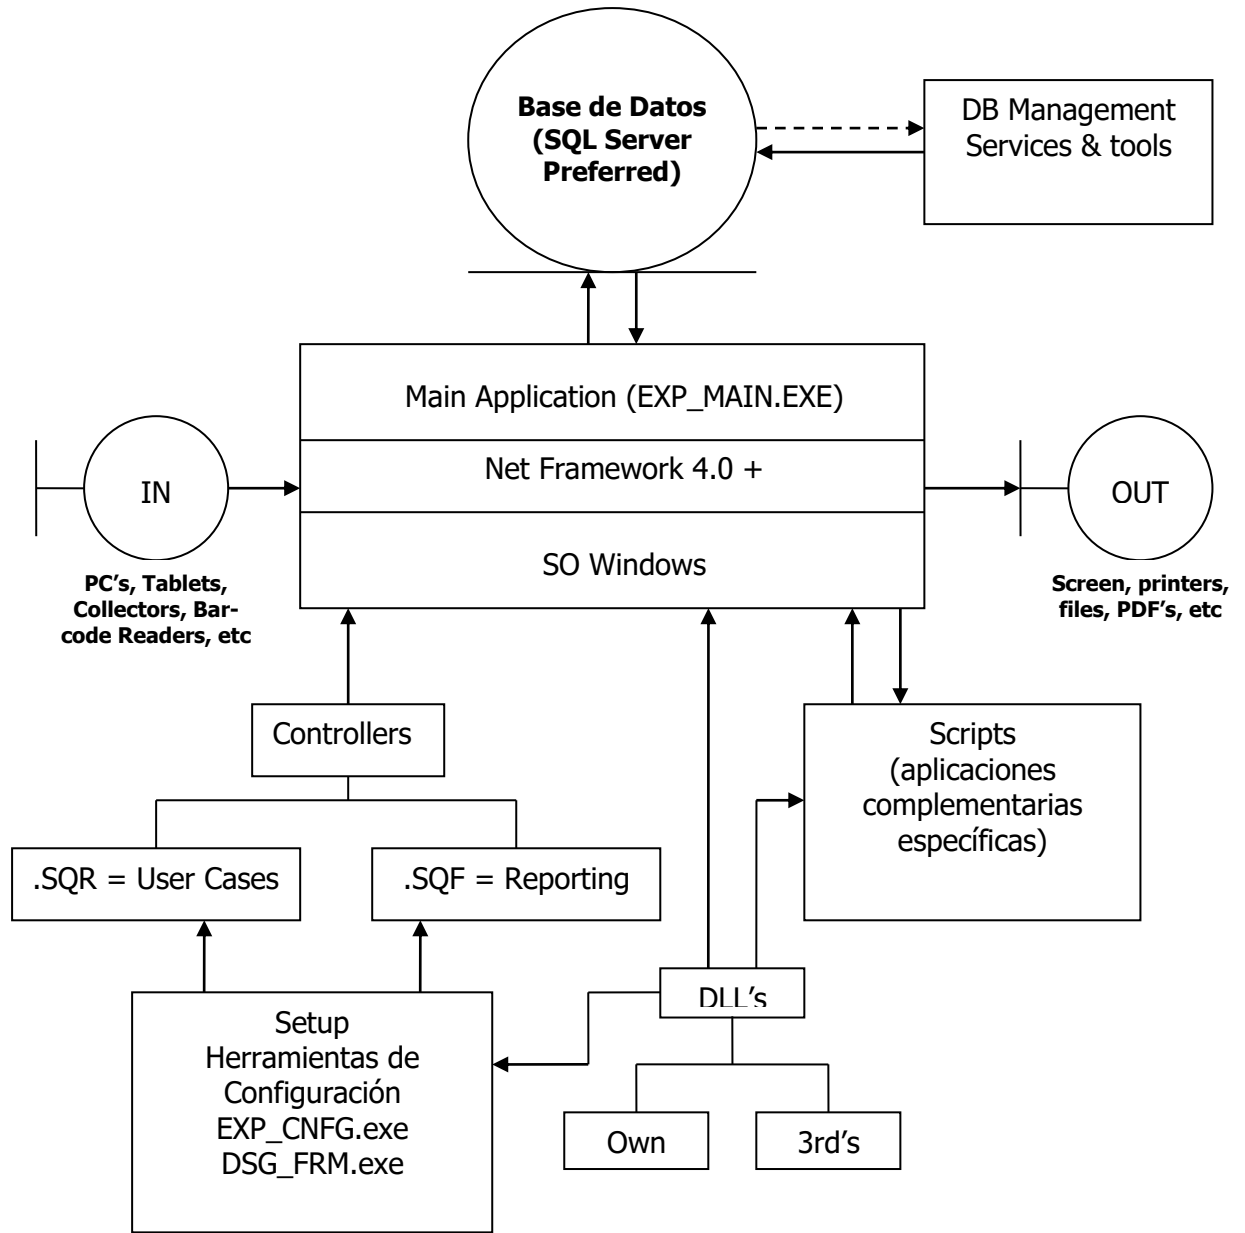 Base de Datos
(SQL Server
Preferred)
DB Management
Services & tools
Main Application (EXP_MAIN.EXE)
Net Framework 4.0 +
SO Windows
IN
PC’s, Tablets,
Collectors, Bar-
code Readers, etc
OUT
Screen, printers,
files, PDF’s, etc
Controllers
Scripts
(aplicaciones
complementarias
específicas)
.SQR = User Cases
.SQF = Reporting
DLL’s
Setup
Herramientas de
Configuración
EXP_CNFG.exe
DSG_FRM.exe
Own
3rd’s